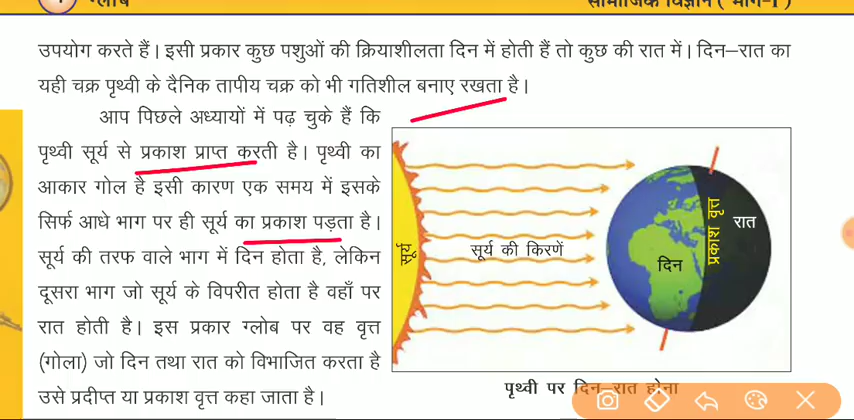 ग्लोब
सामाजिक विज्ञान ( भाग-I )
उपयोग करते हैं। इसी प्रकार कुछ पशुओं की क्रियाशीलता दिन में होती हैं तो कुछ की रात में। दिन–रात का
यही चक्र पृथ्वी के दैनिक तापीय चक्र को भी गतिशील बनाए रखता है।
आप पिछले अध्यायों में पढ़ चुके हैं कि
पृथ्वी सूर्य से प्रकाश प्राप्त करती है। पृथ्वी का
आकार गोल है इसी कारण एक समय में इसके
सिर्फ आधे भाग पर ही सूर्य का प्रकाश पड़ता है।
सूर्य की तरफ वाले भाग में दिन होता है, लेकिन
दूसरा भाग जो सूर्य के विपरीत होता है वहाँ पर
रात होती है। इस प्रकार ग्लोब पर वह वृत्त
(गोला) जो दिन तथा रात को विभाजित करता है
उसे प्रदीप्त या प्रकाश वृत्त कहा जाता है।
सूर्य
सूर्य की किरणें
दिन
प्रकाश वृत्त
रात
पृथ्वी पर दिन रात होना